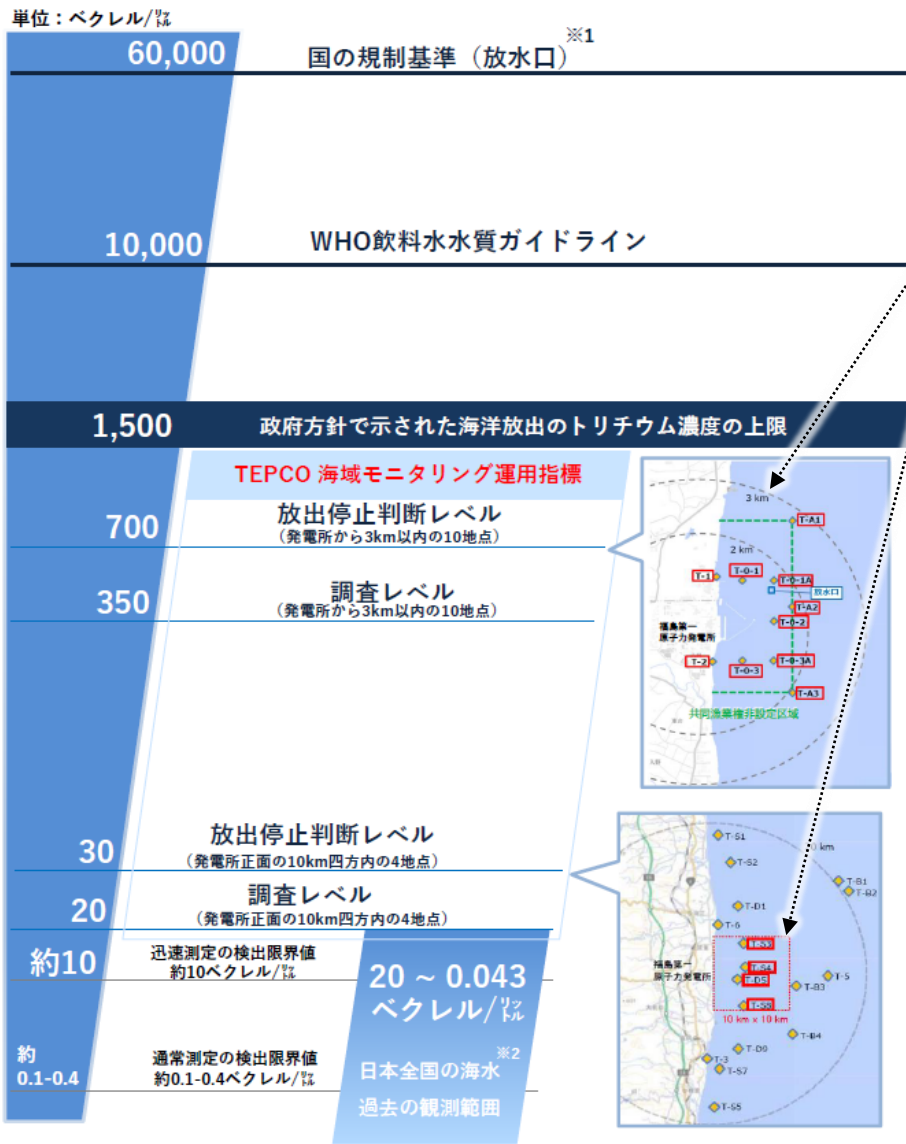 単位：ベクレル/㍑
60,000
国の規制基準（放水口）※1
10,000
WHO飲料水水質ガイドライン
1,500
政府方針で示された海洋放出のトリチウム濃度の上限
TEPCO 海域モニタリング運用指標
700
放出停止判断レベル
（発電所から3km以内の10地点）
350
調査レベル
（発電所から3km以内の10地点）
3 km
T-A1
2 km
T-0-1
T-1
T-0-1A
放水口
T-A2
T-0-2
福島第一
原子力発電所
T-2
T-0-3
T-0-3A
T-A3
共同漁業権非設定区域
30
放出停止判断レベル
（発電所正面の10km四方内の4地点）
20
調査レベル
（発電所正面の10km四方内の4地点）
約10
迅速測定の検出限界値
約10ベクレル/㍑
20 ~ 0.043
ベクレル/㍑
約
0.1-0.4
通常測定の検出限界値
約0.1-0.4ベクレル/㍑
日本全国の海水※2
過去の観測範囲
T-S1
T-S2
T-B1
T-B2
T-D1
T-6
T-S3
T-S4
福島第一
原子力発電所
T-D5
T-5
T-B3
10 km x 10 km
T-B4
T-D9
T-3
T-S7
T-S5